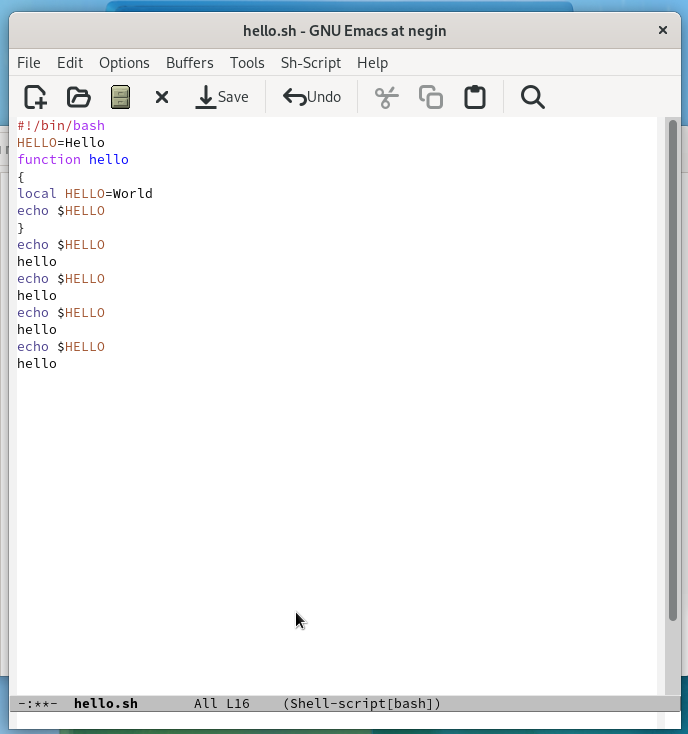 hello.sh - GNU Emacs at negin
File Edit Options Buffers Tools Sh-Script Help
Save Undo
#!/bin/bash
HELLO=Hello
function hello
{
local HELLO=World
echo $HELLO
}
echo $HELLO
hello
echo $HELLO
hello
echo $HELLO
hello
echo $HELLO
hello
-:**- hello.sh All L16 (Shell-script[bash])